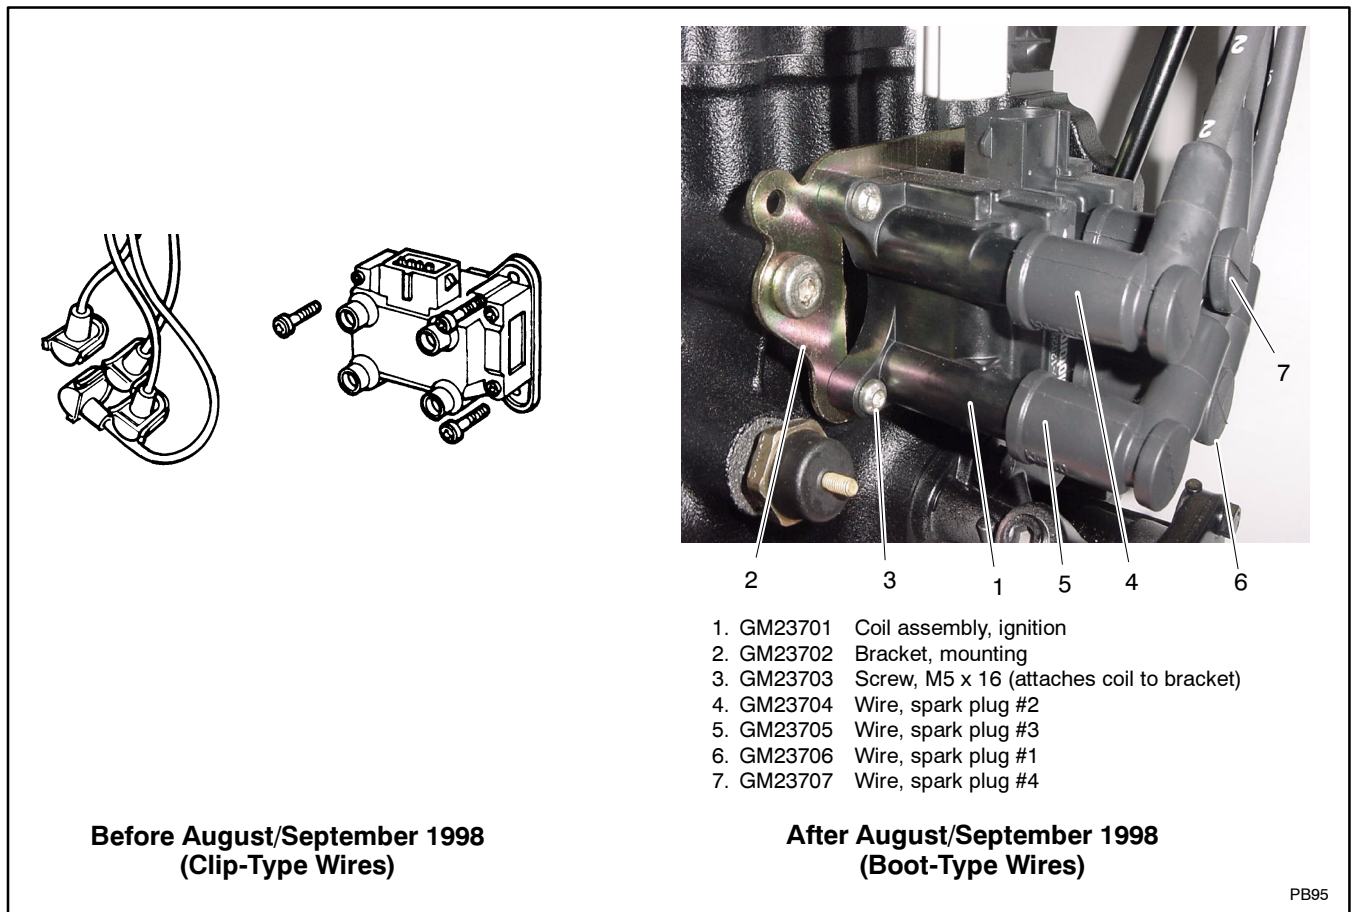 2
2
7
2
3
1
5
4
6
1. GM23701 Coil assembly, ignition
2. GM23702 Bracket, mounting
3. GM23703 Screw, M5 x 16 (attaches coil to bracket)
4. GM23704 Wire, spark plug #2
5. GM23705 Wire, spark plug #3
6. GM23706 Wire, spark plug #1
7. GM23707 Wire, spark plug #4
Before August/September 1998
(Clip-Type Wires)
After August/September 1998
(Boot-Type Wires)
PB95